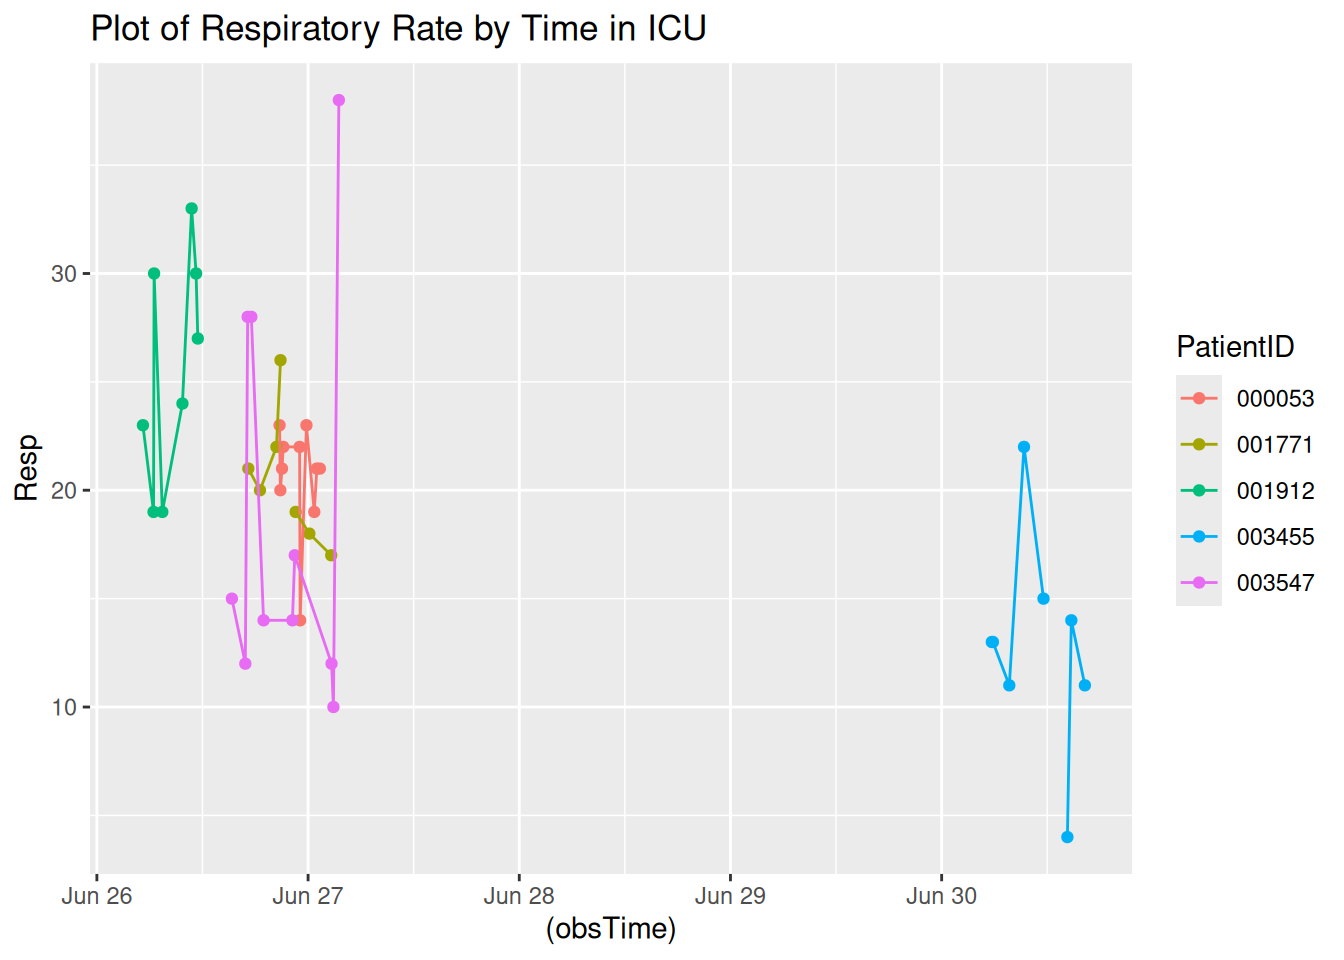 Plot of Respiratory Rate by Time in ICU
Resp
30
20
10
Jun 26 Jun 27 Jun 28 Jun 29 Jun 30
(obsTime)
PatientID
000053
001771
001912
003455
003547